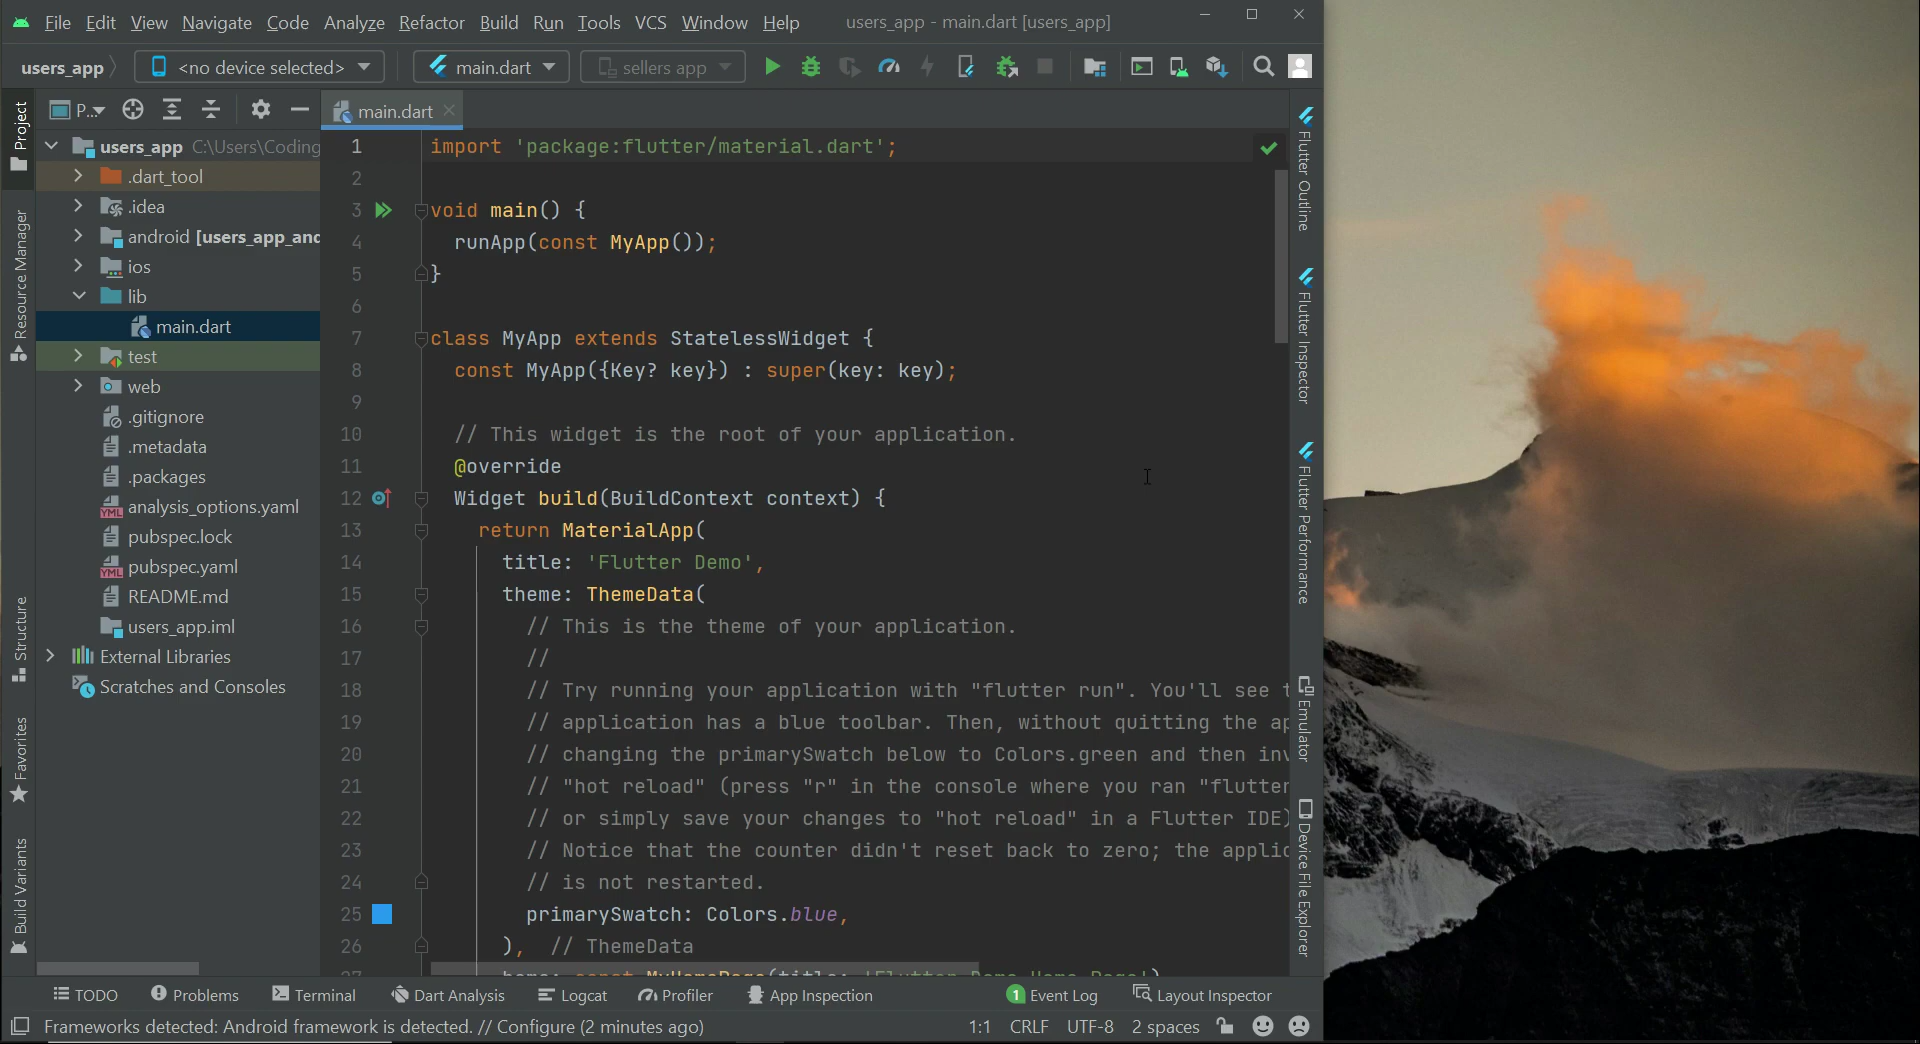 File Edit View Navigate Code Analyze Refactor Build Run Tools VCS Window Help users_app - main.dart [users_app]
users_app <no device selected> main.dart sellers app
P... main.dart
Project
Resource Manager
Structure
Favorites
Build Variants
users_app C:\Users\Coding
.dart_tool
.idea
android [users_app_and
ios
lib
main.dart
test
web
.gitignore
.metadata
.packages
analysis_options.yaml
YML
pubspec.lock
pubspec.yaml
YML
README.md
users_app.iml
External Libraries
Scratches and Consoles
1 import 'package:flutter/material.dart';
2
3 void main() {
4 runApp(const MyApp());
5 }
6
7 class MyApp extends StatelessWidget {
8 const MyApp({Key? key}) : super(key: key);
9
10 // This widget is the root of your application.
11 @override
12 Widget build(BuildContext context) {
13 return MaterialApp(
14 title: 'Flutter Demo',
15 theme: ThemeData(
16 // This is the theme of your application.
17 //
18 // Try running your application with "flutter run". You'll see t
19 // application has a blue toolbar. Then, without quitting the ap
20 // changing the primarySwatch below to Colors.green and then inv
21 // "hot reload" (press "r" in the console where you ran "flutter
22 // or simply save your changes to "hot reload" in a Flutter IDE)
23 // Notice that the counter didn't reset back to zero; the applic
24 // is not restarted.
25 primarySwatch: Colors.blue,
26 ), // ThemeData
27 home: const MyHomePage(title: 'Flutter Demo Home Page')
Flutter Outline
Flutter Inspector
Flutter Performance
Emulator
Device File Explorer
TODO Problems Terminal Dart Analysis Logcat Profiler App Inspection 1 Event Log Layout Inspector
Frameworks detected: Android framework is detected. // Configure (2 minutes ago) 1:1 CRLF UTF-8 2 spaces